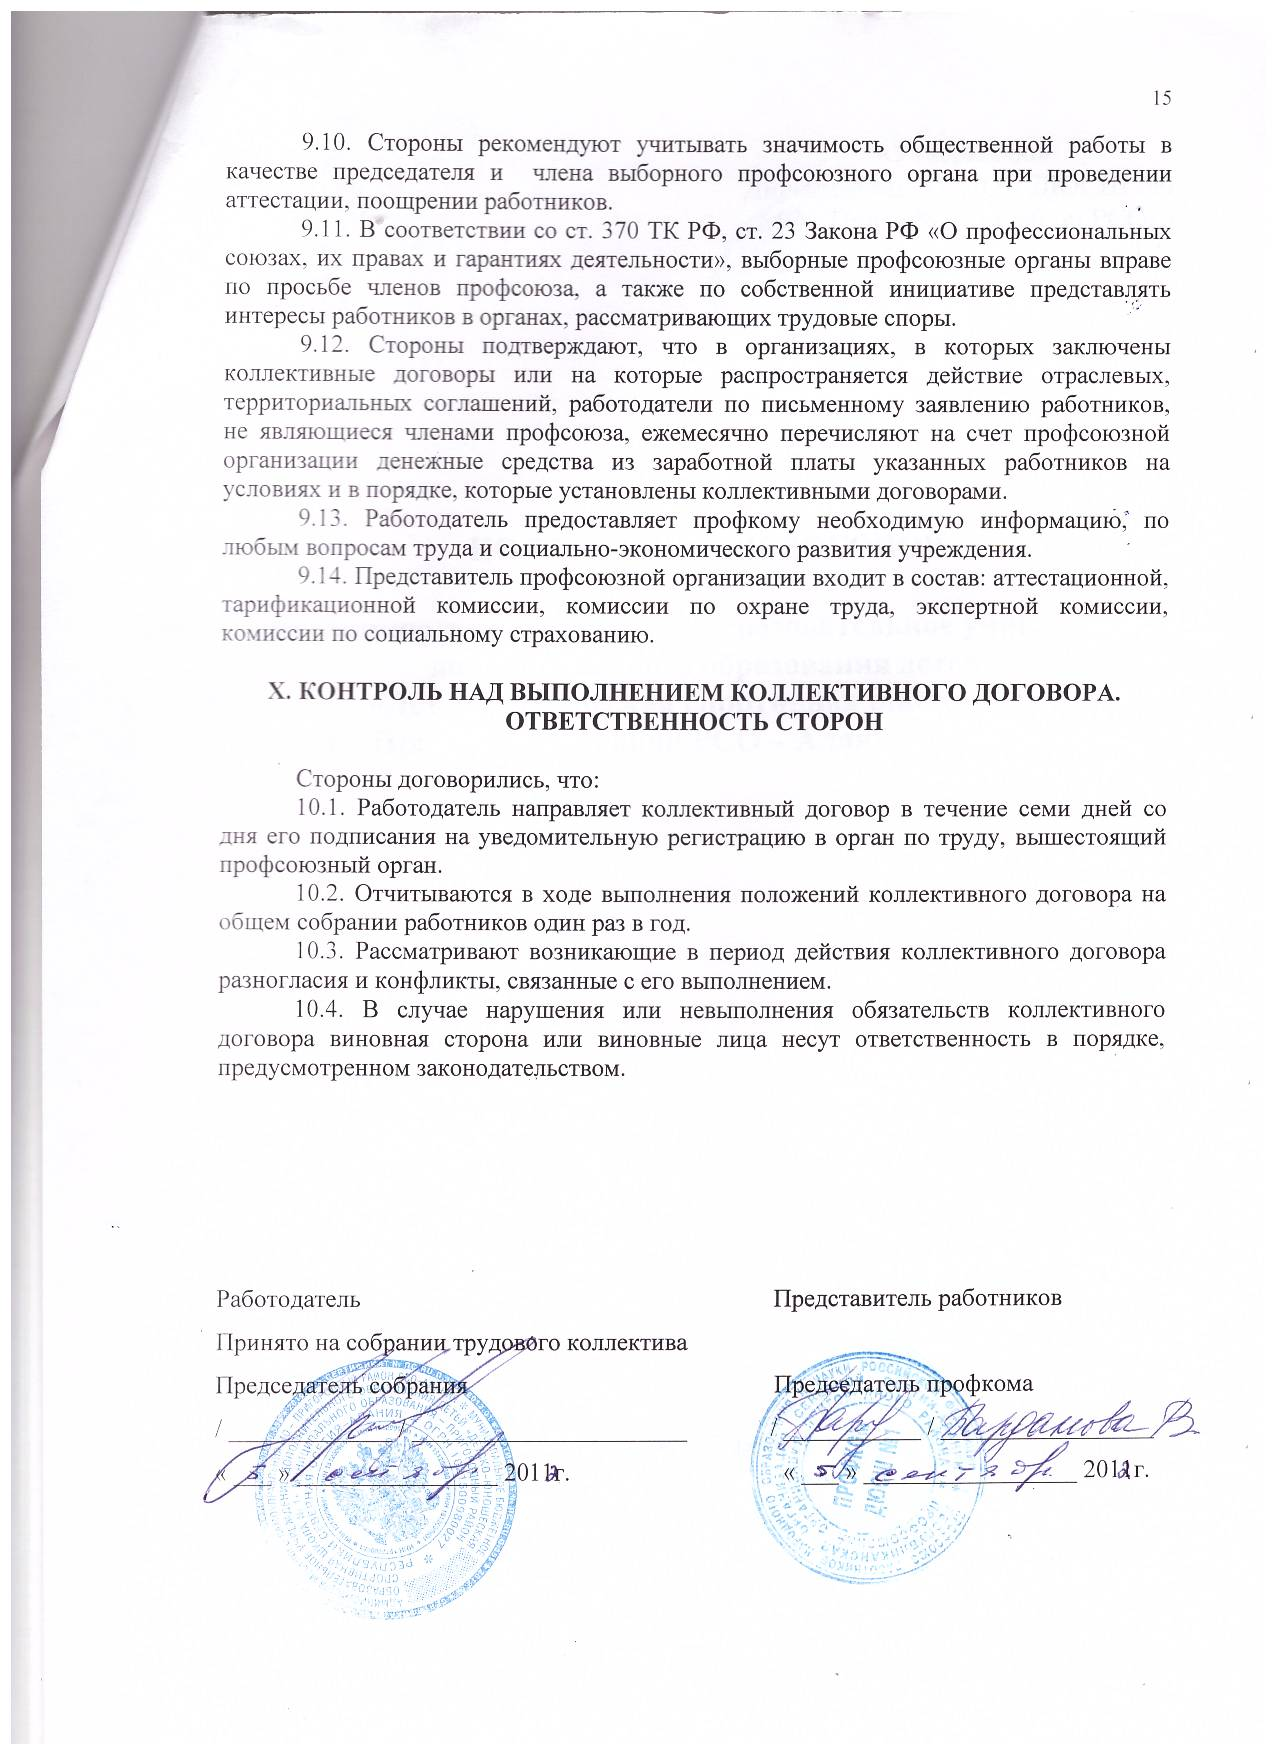 15
9.10. Стороны рекомендуют учитывать значимость общественной работы в
качестве председателя и члена выборного профсоюзного органа при проведении
аттестации, поощрении работников.
9.11. В соответствии со ст. 370 ТК РФ, ст. 23 Закона РФ «О профессиональных
союзах, их правах и гарантиях деятельности», выборные профсоюзные органы вправе
по просьбе членов профсоюза, а также по собственной инициативе представлять
интересы работников в органах, рассматривающих трудовые споры.
9.12. Стороны подтверждают, что в организациях, в которых заключены
коллективные договоры или на которые распространяется действие отраслевых,
территориальных соглашений, работодатели по письменному заявлению работников,
не являющиеся членами профсоюза, ежемесячно перечисляют на счет профсоюзной
организации денежные средства из заработной платы указанных работников на
условиях и в порядке, которые установлены коллективными договорами.
9.13. Работодатель предоставляет профкому необходимую информацию, по
любым вопросам труда и социально-экономического развития учреждения.
9.14. Представитель профсоюзной организации входит в состав: аттестационной,
тарификационной комиссии, комиссии по охране труда, экспертной комиссии,
комиссии по социальному страхованию.
X. КОНТРОЛЬ НАД ВЫПОЛНЕНИЕМ КОЛЛЕКТИВНОГО ДОГОВОРА.
ОТВЕТСТВЕННОСТЬ СТОРОН
Стороны договорились, что:
10.1. Работодатель направляет коллективный договор в течение семи дней со
дня его подписания на уведомительную регистрацию в орган по труду, вышестоящий
профсоюзный орган.
10.2. Отчитываются в ходе выполнения положений коллективного договора на
общем собрании работников один раз в год.
10.3. Рассматривают возникающие в период действия коллективного договора
разногласия и конфликты, связанные с его выполнением.
10.4. В случае нарушения или невыполнения обязательств коллективного
договора виновная сторона или виновные лица несут ответственность в порядке,
предусмотренном законодательством.
Работодатель Представитель работников
Принято на собрании трудового коллектива
Председатель собрания Председатель профкома
/ / / / Дарданова В.
« 5 » сентябр 2012г. « 5 » сентябр 2012г.
ПРОФКОМ
ДЮСШ №1